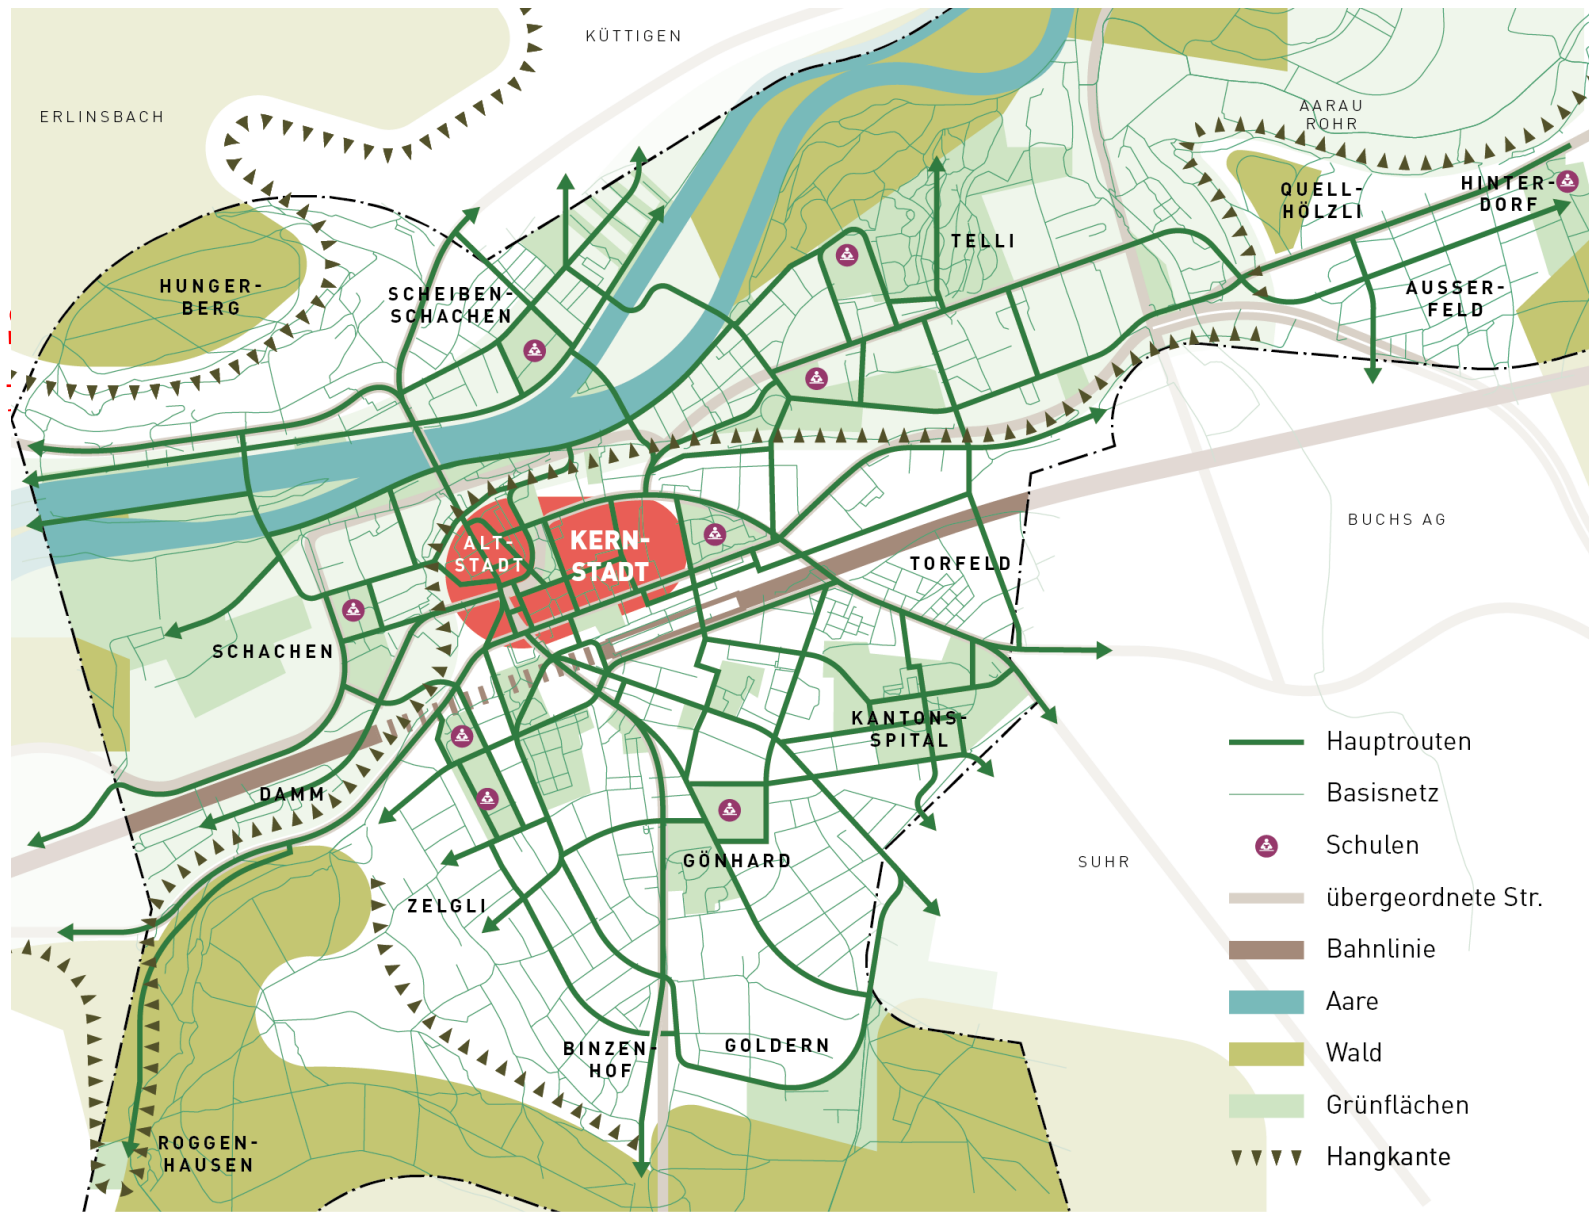 KÜTTIGEN
ERLINSBACH
AARAU
ROHR
QUELL-
HÖLZLI
HINTER-
DORF
TELLI
HUNGER-
BERG
SCHEIBEN-
SCHACHEN
AUSSER-
FELD
BUCHS AG
ALT-
STADT
KERN-
STADT
TORFELD
SCHACHEN
KANTONS-
SPITAL
DAMM
GÖNHARD
SUHR
ZELGLI
BINZEN-
HOF
GOLDERN
ROGGEN-
HAUSEN
Hauptrouten
Basisnetz
Schulen
übergeordnete Str.
Bahnlinie
Aare
Wald
Grünflächen
Hangkante